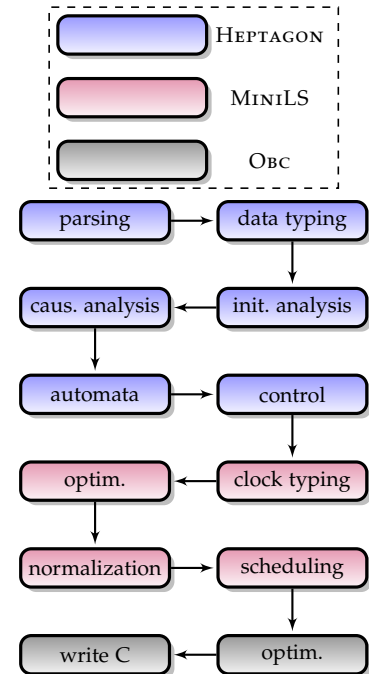 HEPTAGON
MINILS
OBC
parsing
data typing
caus. analysis
init. analysis
automata
control
optim.
clock typing
normalization
scheduling
write C
optim.